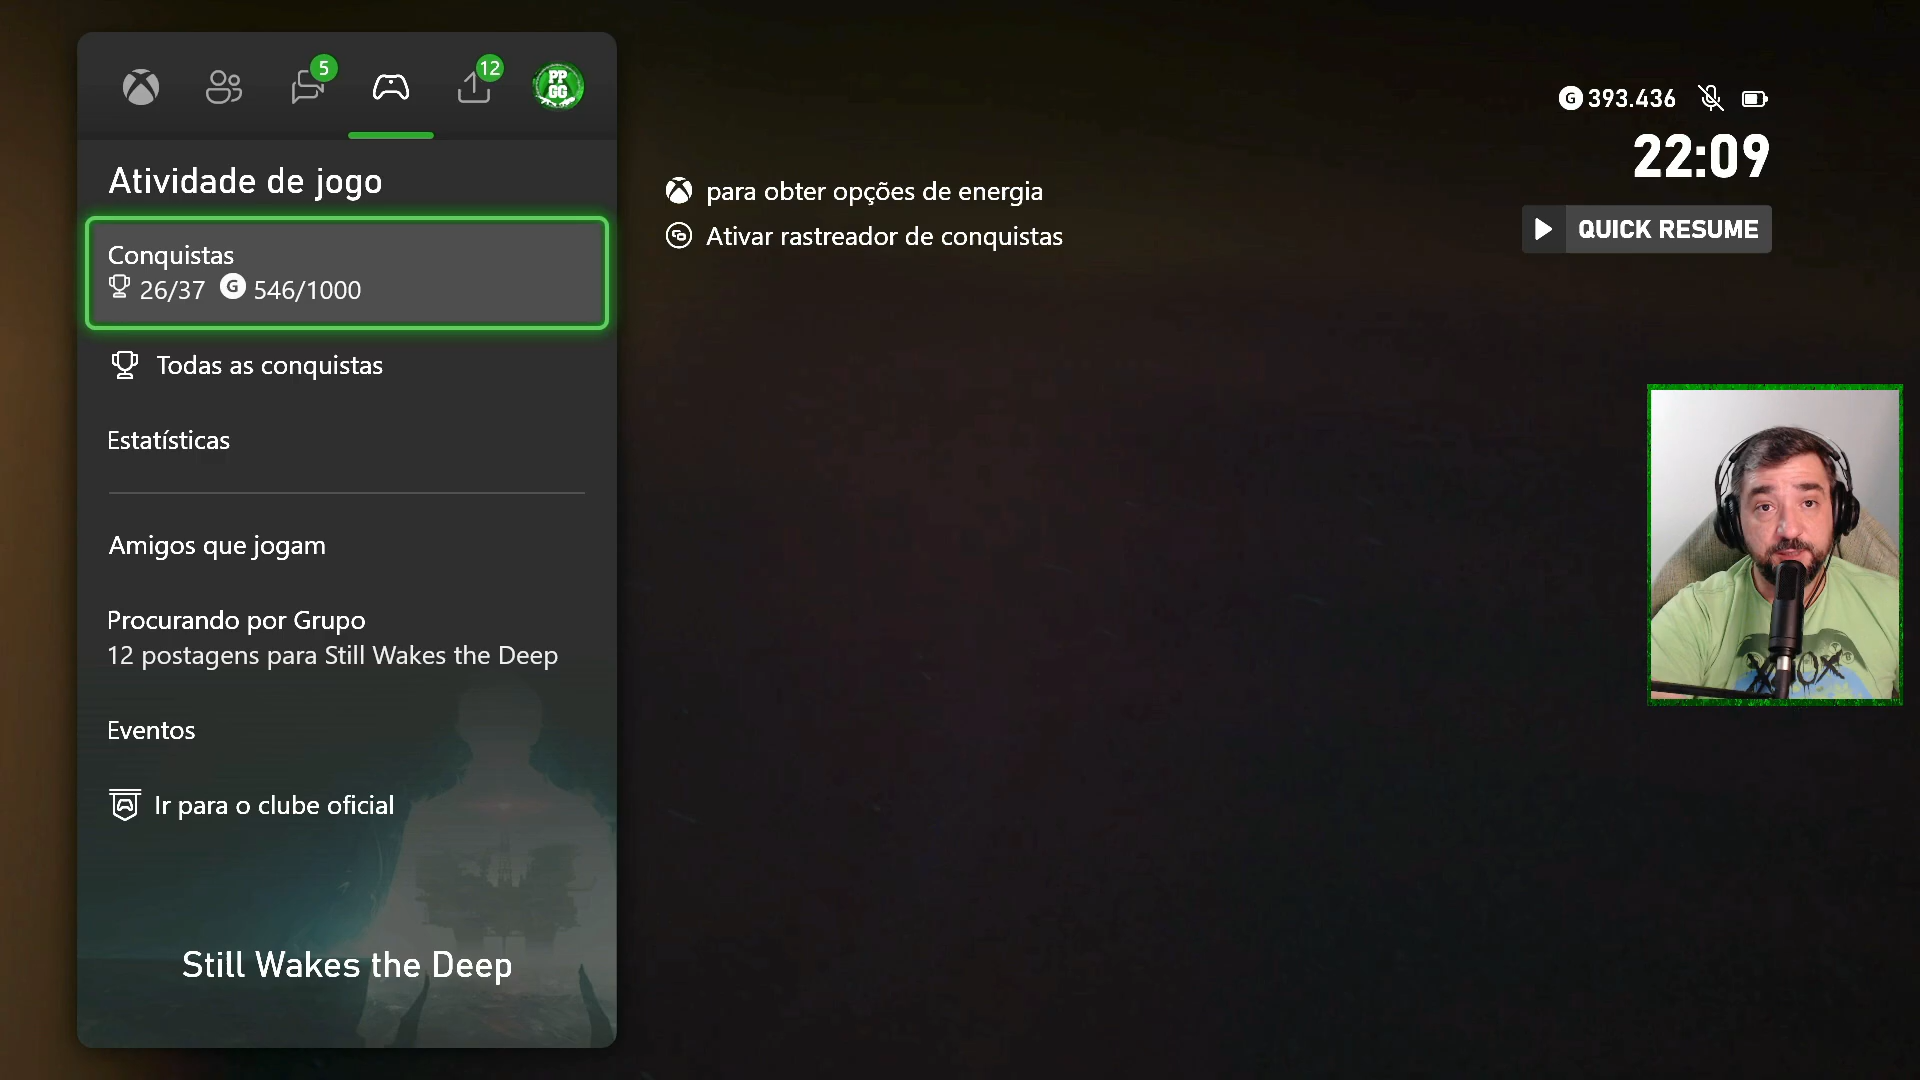 5
12
PP
GG
Atividade de jogo
Conquistas
26/37 G 546/1000
Todas as conquistas
Estatísticas
Amigos que jogam
Procurando por Grupo
12 postagens para Still Wakes the Deep
Eventos
Ir para o clube oficial
Still Wakes the Deep
para obter opções de energia
Ativar rastreador de conquistas
G 393.436
22:09
QUICK RESUME
XBOX